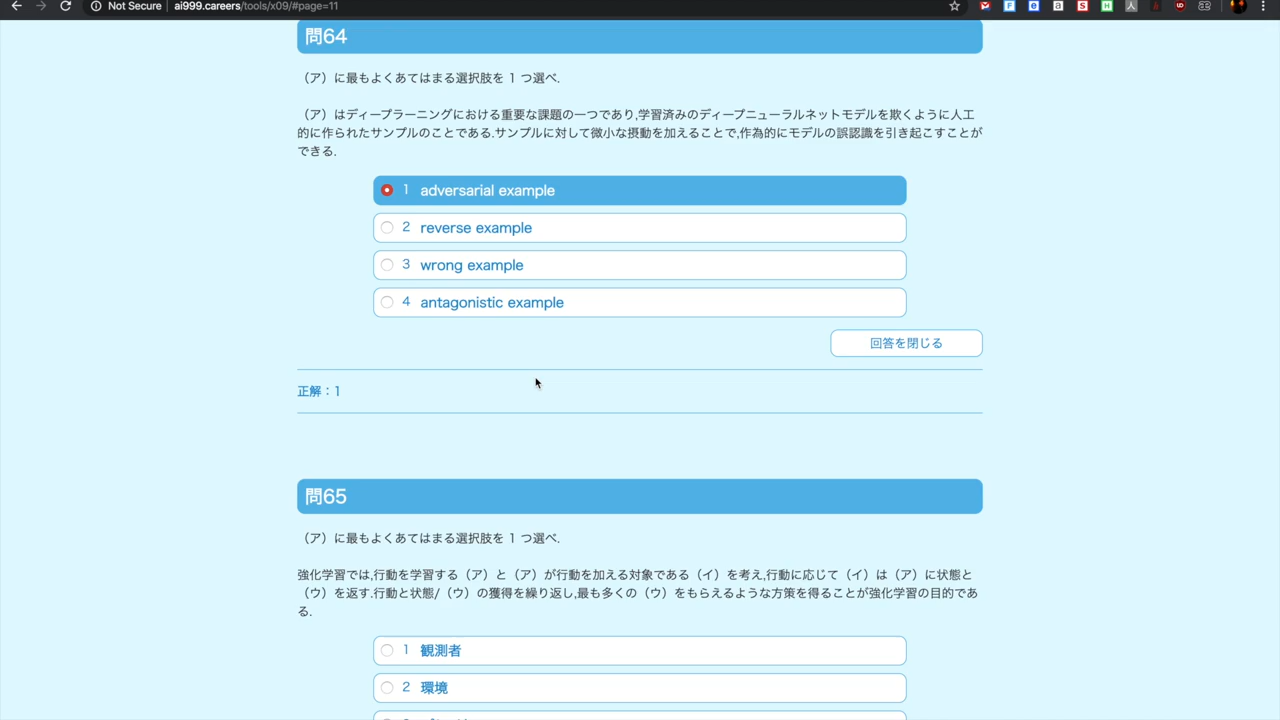 Not Secure ai999.careers/tools/x09/#page=11
問64
（ア）に最もよくあてはまる選択肢を 1 つ選べ.
（ア）はディープラーニングにおける重要な課題の一つであり,学習済みのディープニューラルネットモデルを欺くように人工
的に作られたサンプルのことである.サンプルに対して微小な摂動を加えることで,作為的にモデルの誤認識を引き起こすことが
できる.
1 adversarial example
2 reverse example
3 wrong example
4 antagonistic example
回答を閉じる
正解：1
問65
（ア）に最もよくあてはまる選択肢を 1 つ選べ.
強化学習では,行動を学習する（ア）と（ア）が行動を加える対象である（イ）を考え,行動に応じて（イ）は（ア）に状態と
（ウ）を返す.行動と状態/（ウ）の獲得を繰り返し,最も多くの（ウ）をもらえるような方策を得ることが強化学習の目的であ
る.
1 観測者
2 環境